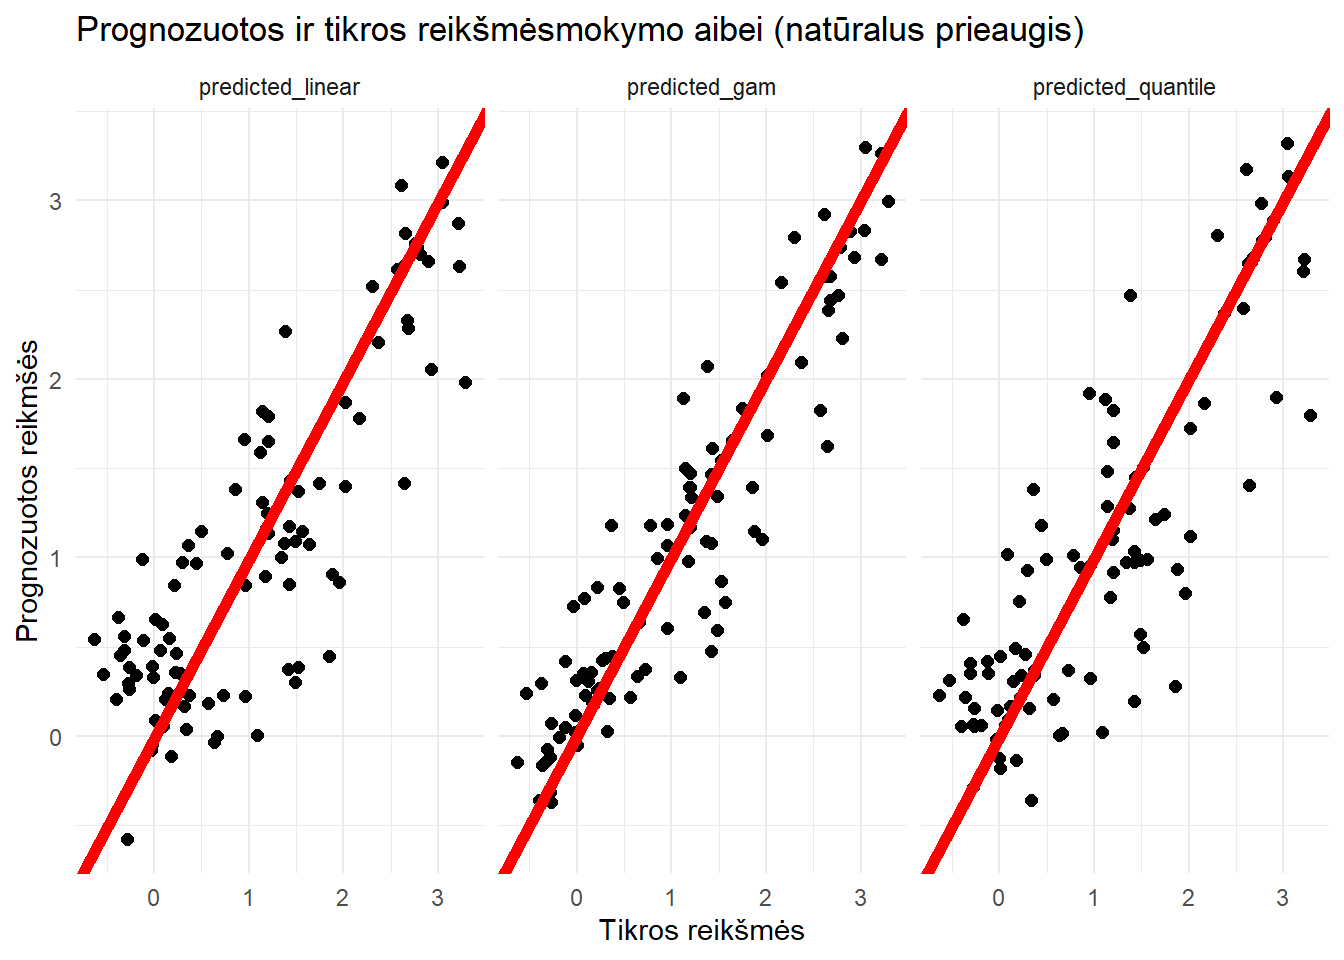 Prognozuotos ir tikros reikšmėsmokymo aibei (natūralus prieaugis)
predicted_linear predicted_gam predicted_quantile
Prognozuotos reikmšės
3
2
1
0
0 1 2 3 0 1 2 3 0 1 2 3
Tikros reikšmės